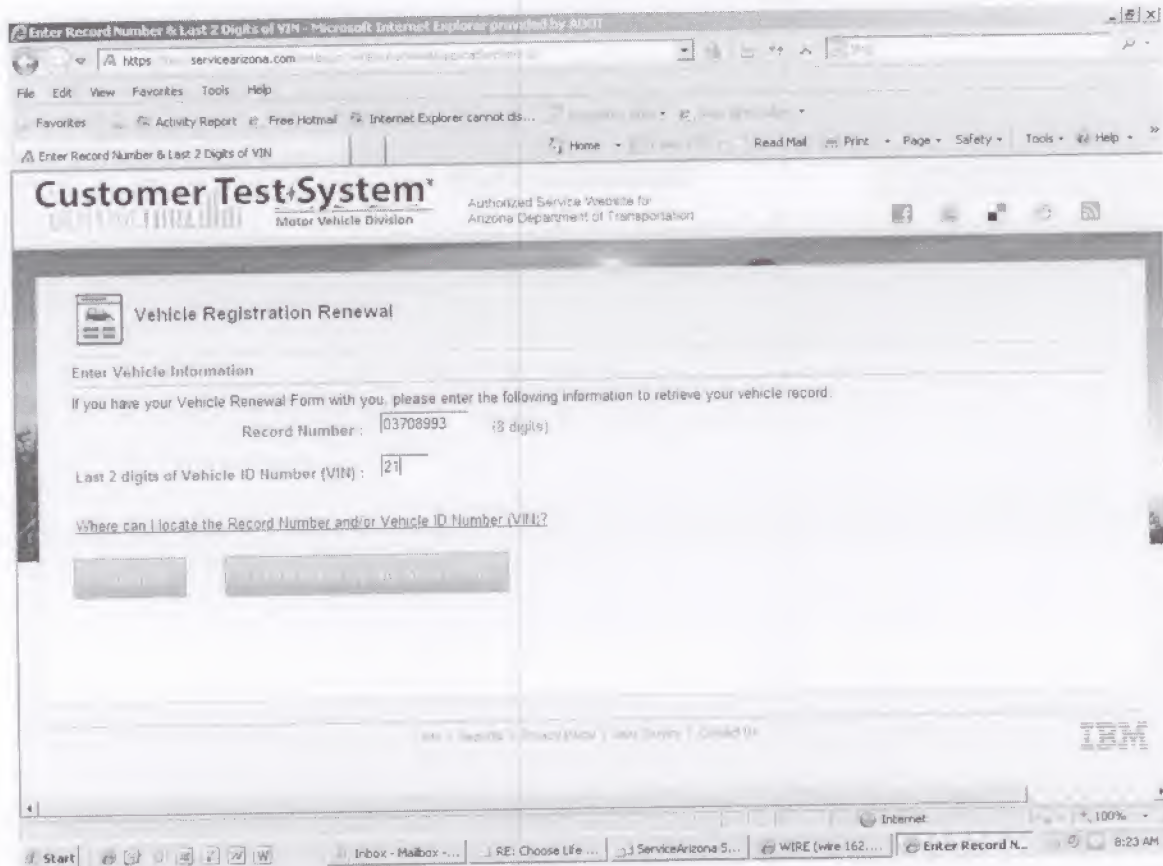 Enter Record Number & Last 2 Digits of VIN - Microsoft Internet Explorer provided by ADOT
https servicearizona.com
File Edit View Favorites Tools Help
Favorites Activity Report Free Hotmail Internet Explorer cannot dis...
Enter Record Number & Last 2 Digits of VIN Home Read Mail Print Page Safety Tools Help
Customer Test System
Motor Vehicle Division
Authorized Service Website for
Arizona Department of Transportation
Vehicle Registration Renewal
Enter Vehicle Information
If you have your Vehicle Renewal Form with you, please enter the following information to retrieve your vehicle record.
Record Number : 03708993 (8 digits)
Last 2 digits of Vehicle ID Number (VIN) : 21
Where can I locate the Record Number and/or Vehicle ID Number (VIN)?
Privacy Policy | Contact Us
IBM
Internet 100%
Start Inbox - Mailbox -... RE: Choose Life ... ServiceArizona S... WIRE (wire 162.... Enter Record N... 8:23 AM